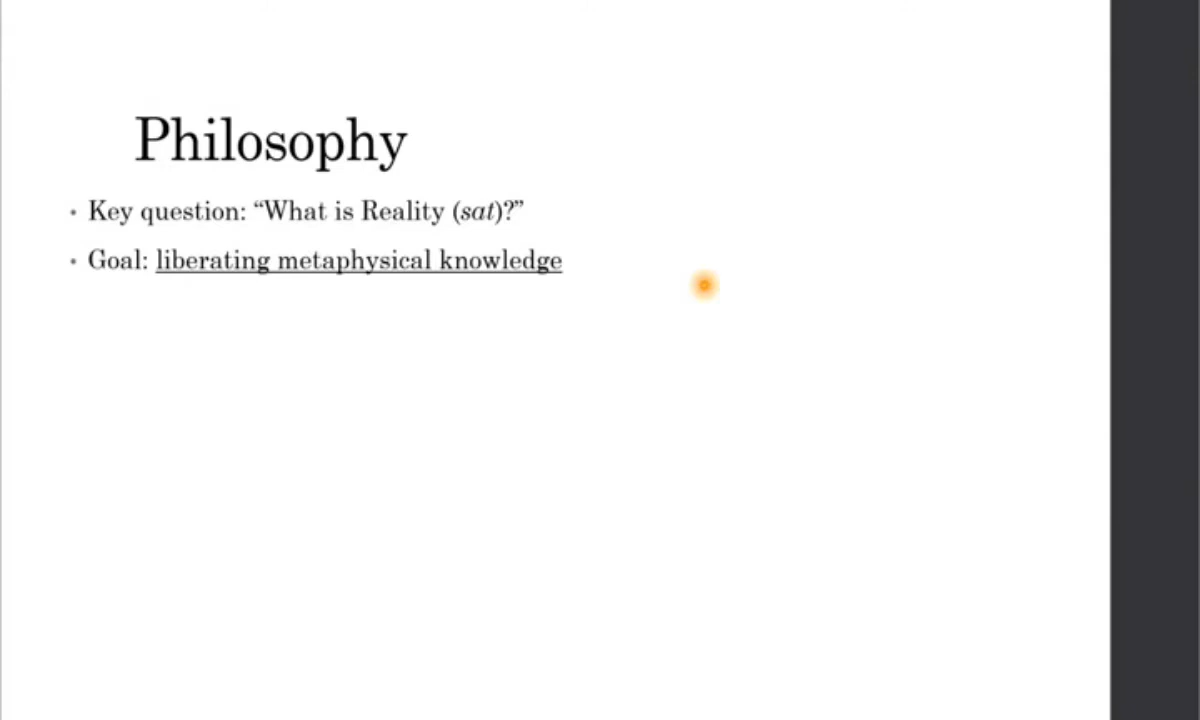 Philosophy
• Key question: “What is Reality (sat)?”
• Goal: liberating metaphysical knowledge